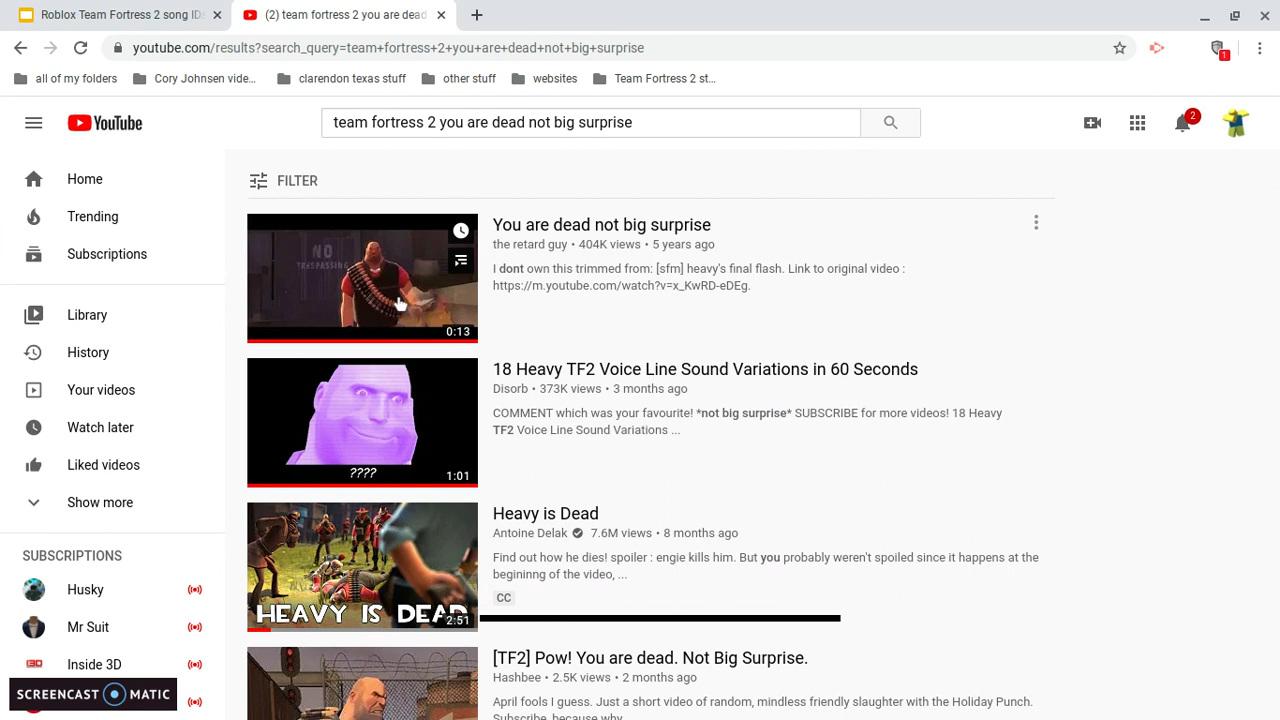 Roblox Team Fortress 2 song ID
(2) team fortress 2 you are dead
youtube.com/results?search_query=team+fortress+2+you+are+dead+not+big+surprise
1
all of my folders
Cory Johnsen vide...
clarendon texas stuff
other stuff
websites
Team Fortress 2 st...
YouTube
team fortress 2 you are dead not big surprise
2
Home
Trending
Subscriptions
Library
History
Your videos
Watch later
Liked videos
Show more
SUBSCRIPTIONS
Husky
Mr Suit
Inside 3D
SCREENCAST MATIC
FILTER
NO
TRESPASSING
0:13
You are dead not big surprise
the retard guy • 404K views • 5 years ago
I dont own this trimmed from: [sfm] heavy's final flash. Link to original video :
https://m.youtube.com/watch?v=x_KwRD-eDEg.
????
1:01
18 Heavy TF2 Voice Line Sound Variations in 60 Seconds
Disorb • 373K views • 3 months ago
COMMENT which was your favourite! *not big surprise* SUBSCRIBE for more videos! 18 Heavy
TF2 Voice Line Sound Variations ...
HEAVY IS DEAD
2:51
Heavy is Dead
Antoine Delak 7.6M views • 8 months ago
Find out how he dies! spoiler : engie kills him. But you probably weren't spoiled since it happens at the
begininng of the video, ...
CC
[TF2] Pow! You are dead. Not Big Surprise.
Hashbee • 2.5K views • 2 months ago
April fools I guess. Just a short video of random, mindless friendly slaughter with the Holiday Punch.
Subscribe, because why